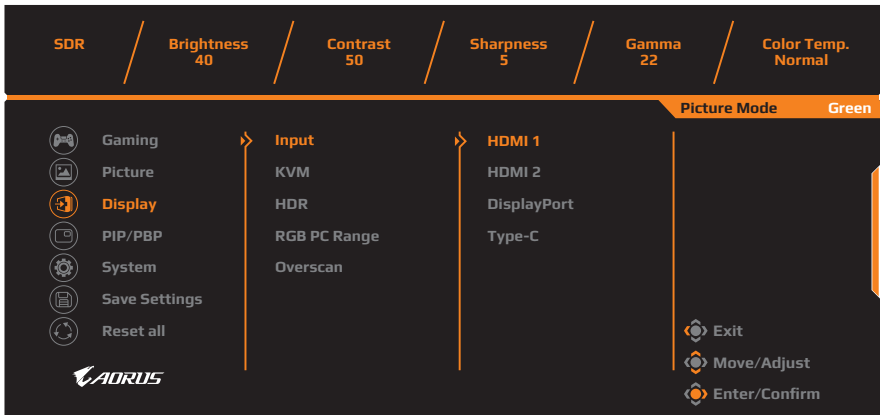 SDR
Brightness
40
Contrast
50
Sharpness
5
Gamma
22
Color Temp.
Normal
Picture Mode Green
Gaming
Picture
Display
PIP/PBP
System
Save Settings
Reset all
Input
KVM
HDR
RGB PC Range
Overscan
HDMI 1
HDMI 2
DisplayPort
Type-C
Exit
Move/Adjust
Enter/Confirm
AORUS